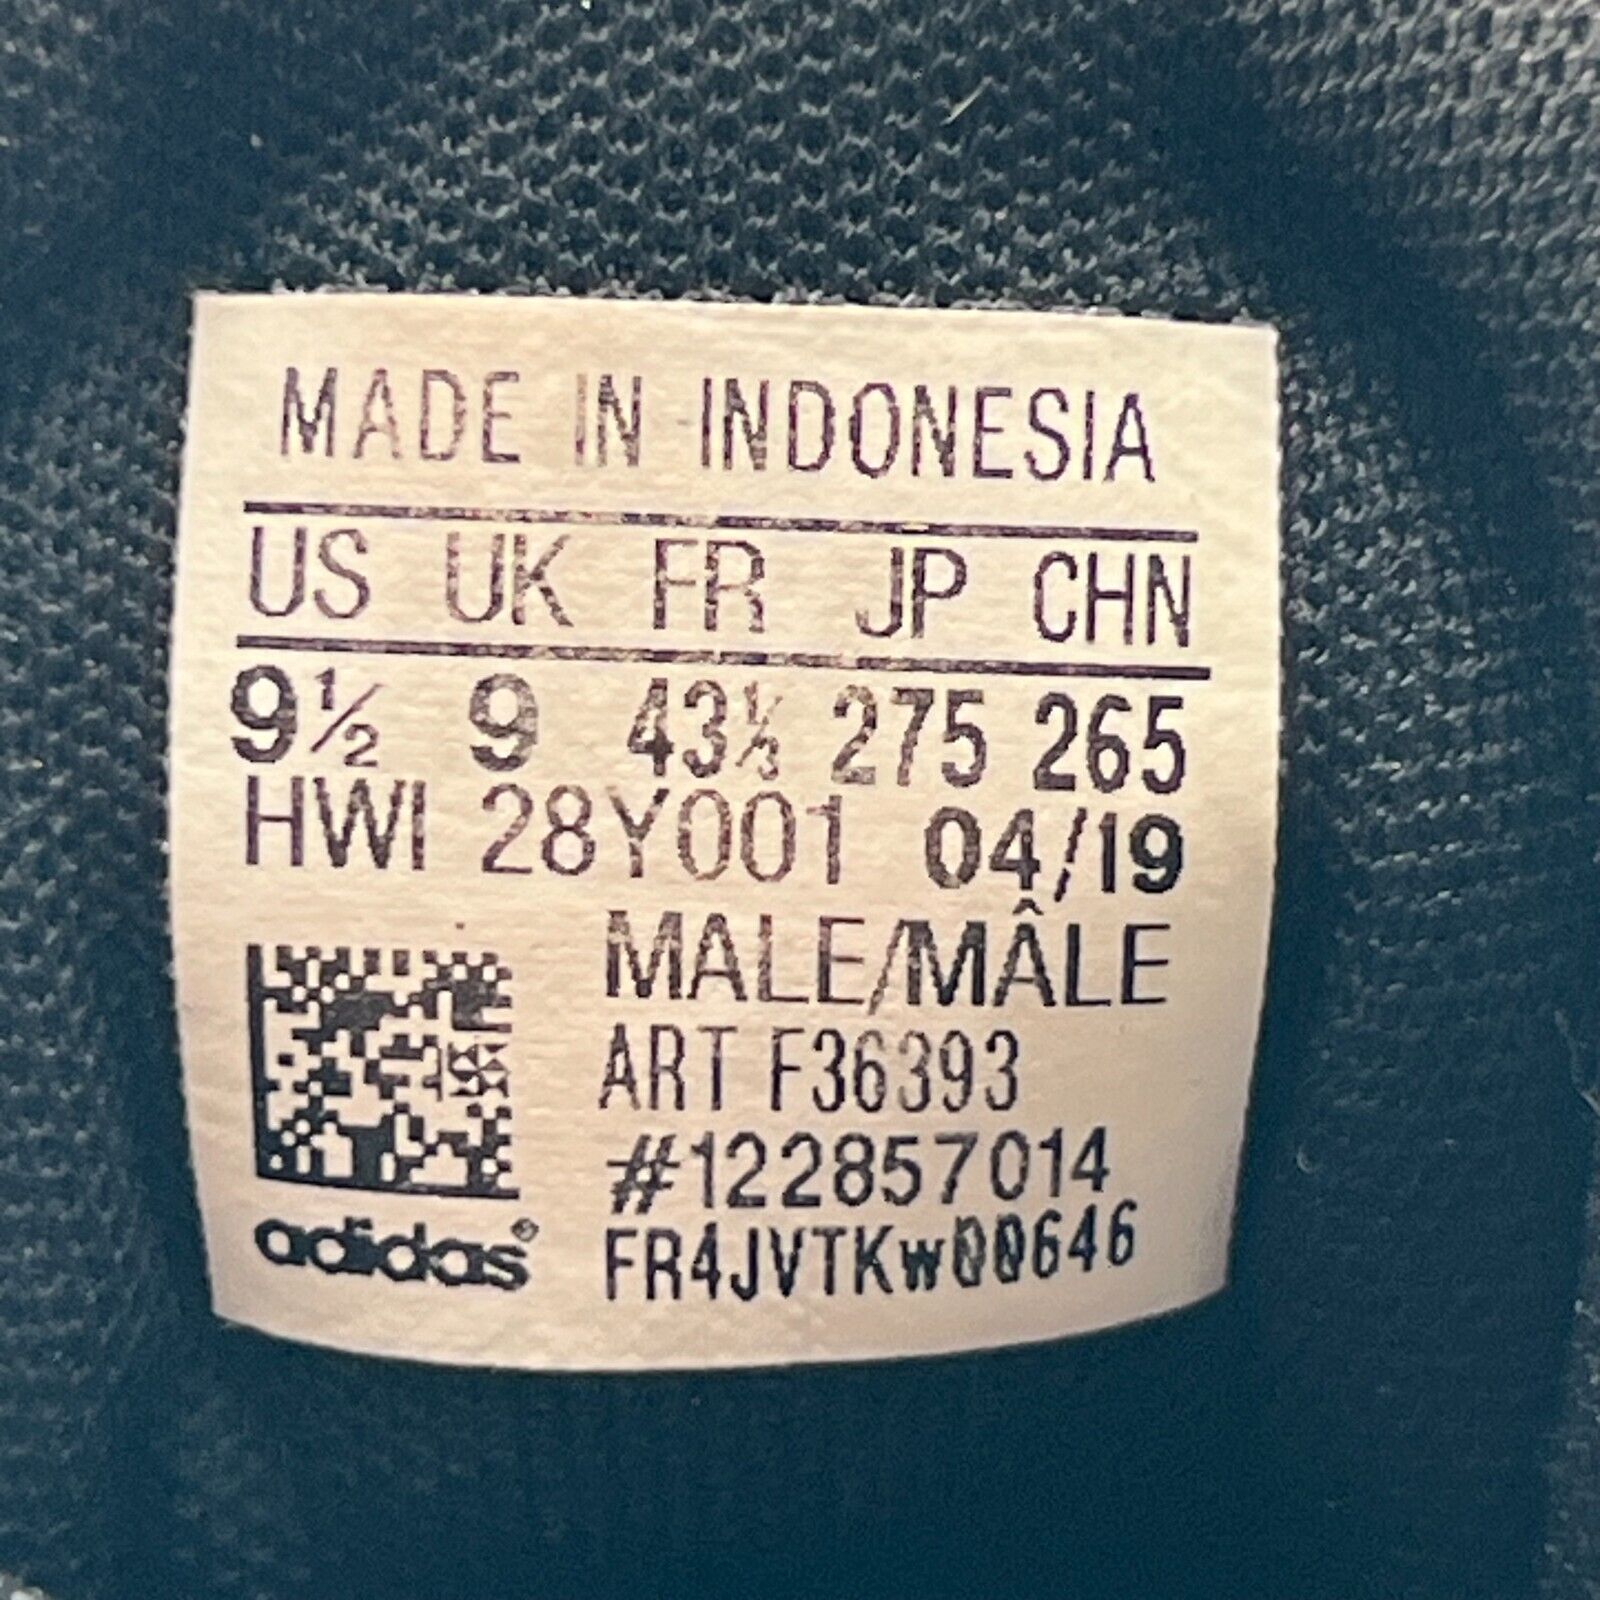 MADE IN INDONESIA
US UK FR JP CHN
9½ 9 43⅓ 275 265
HWI 28Y001 04/19
MALE/MÂLE
ART F36393
#122857014
adidas® FR4JVTKW00646